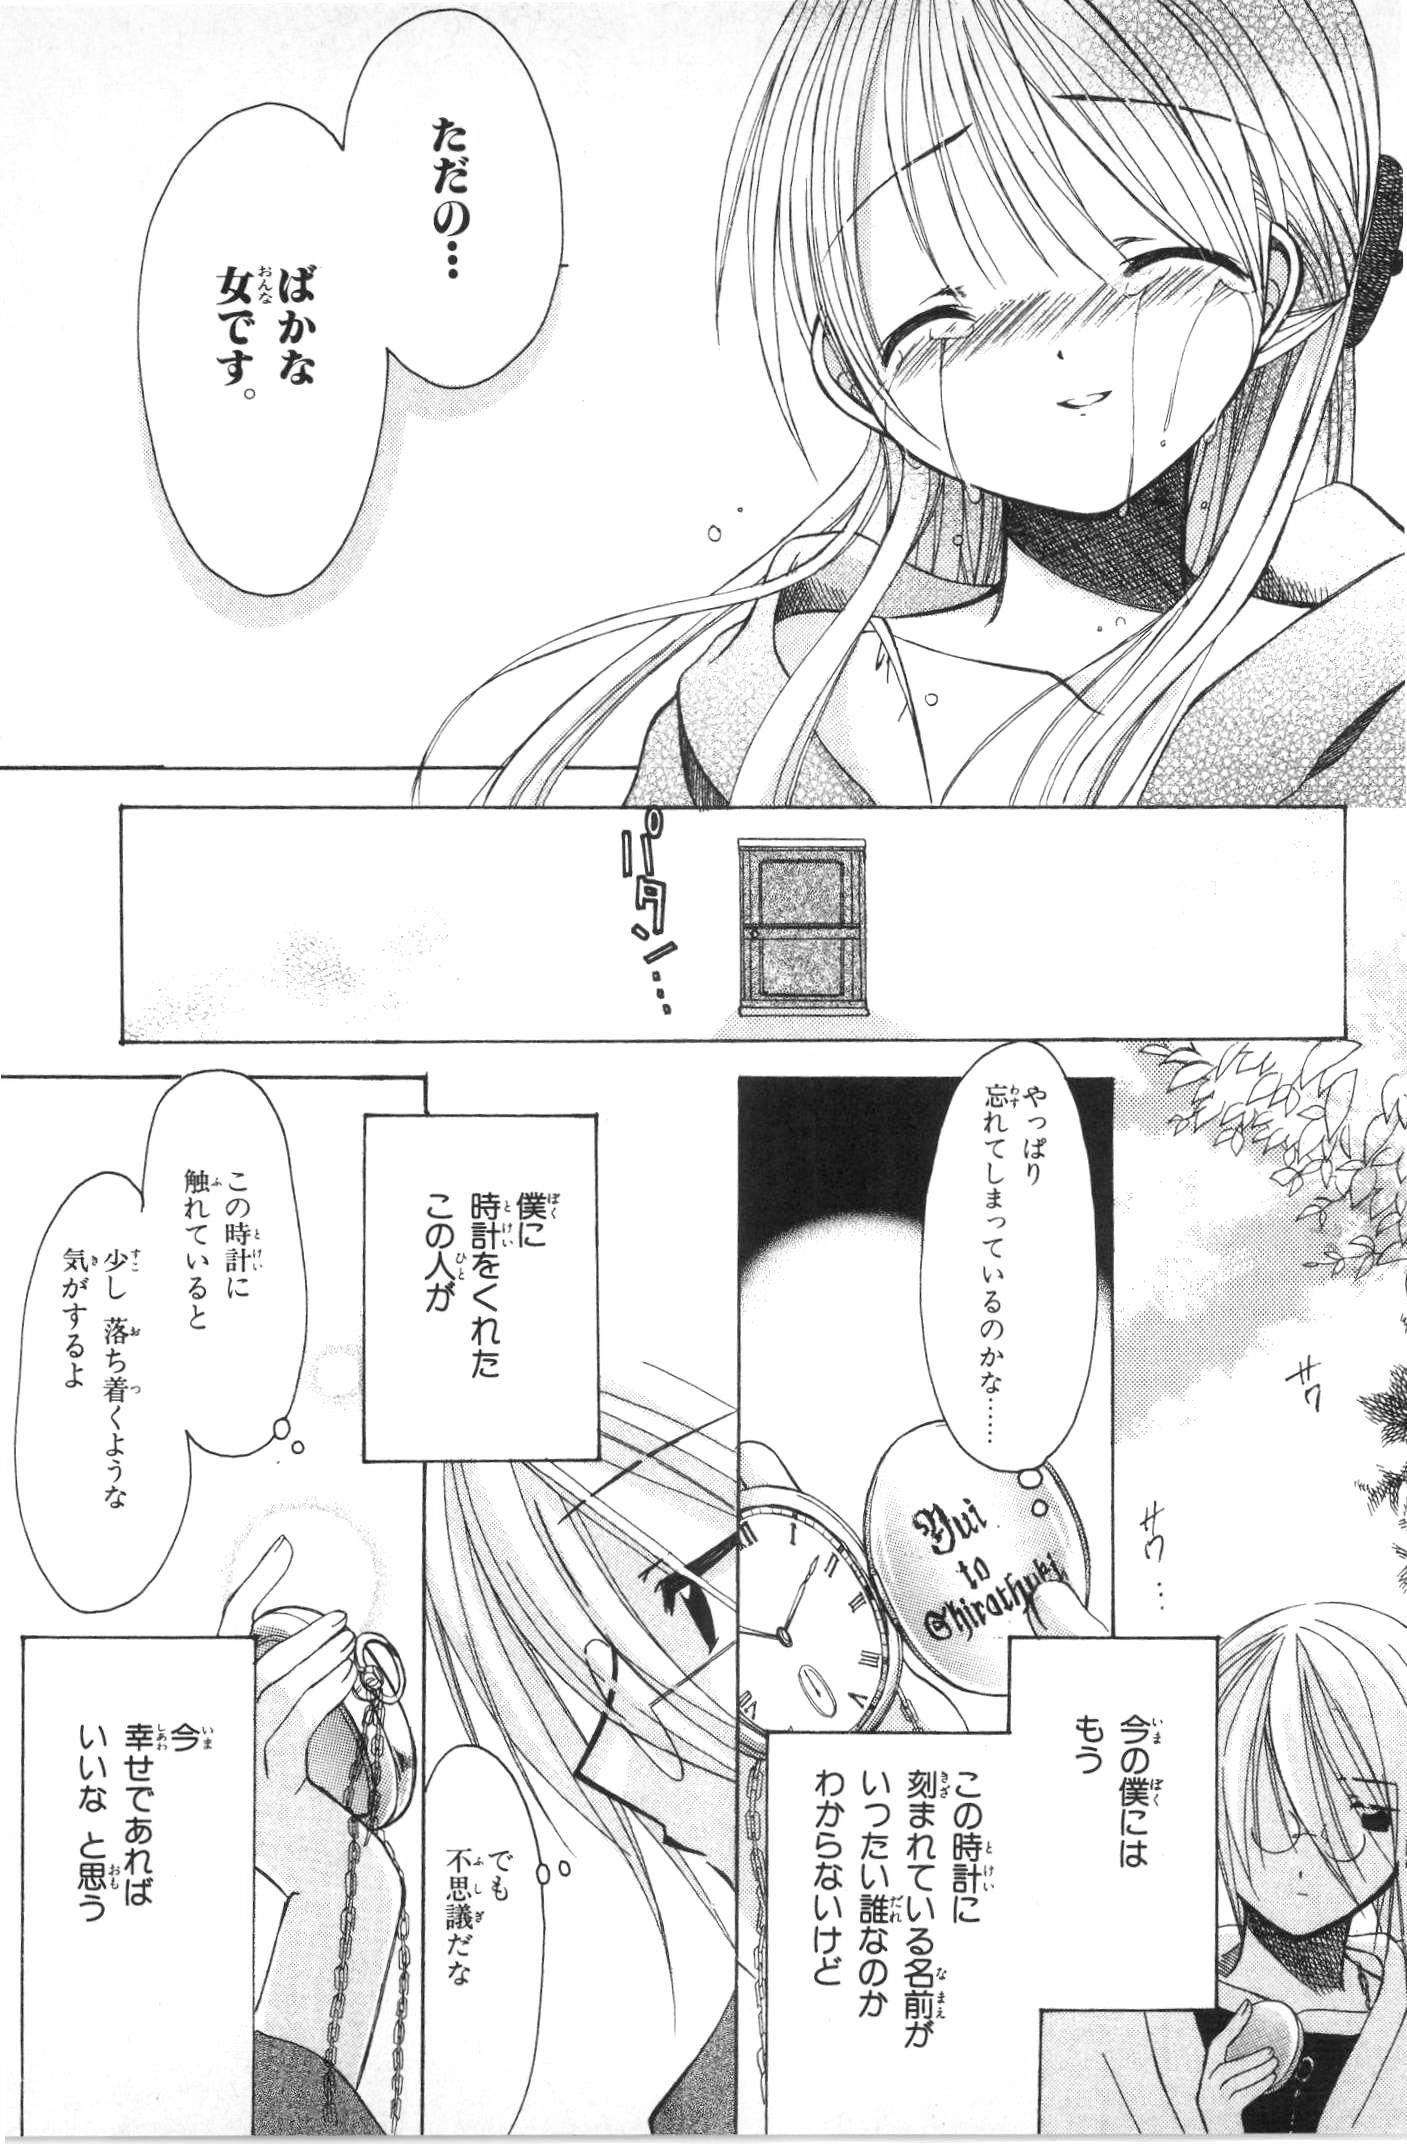 ただの…
ばかな
女です。
パタン…
やっぱり
忘れてしまっているのかな……
サワ
サワ…
Yui
to
Shirathuki
今の僕には
もう
この時計に
刻まれている名前が
いったい誰なのか
わからないけど
僕に
時計をくれた
この人が
でも
不思議だな
この時計に
触れていると
少し 落ち着くような
気がするよ
今
幸せであれば
いいな と思う